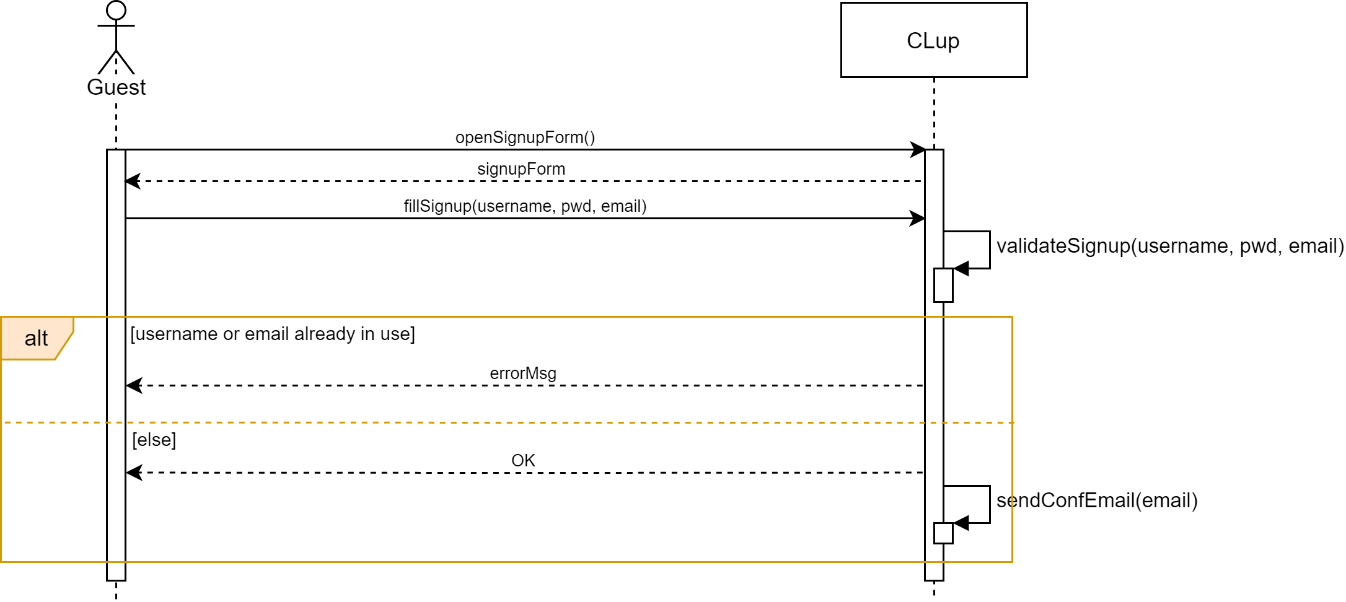 CLup
Guest
openSignupForm()
signupForm
fillSignup(username, pwd, email)
validateSignup(username, pwd, email)
alt
[username or email already in use]
errorMsg
[else]
OK
sendConfEmail(email)